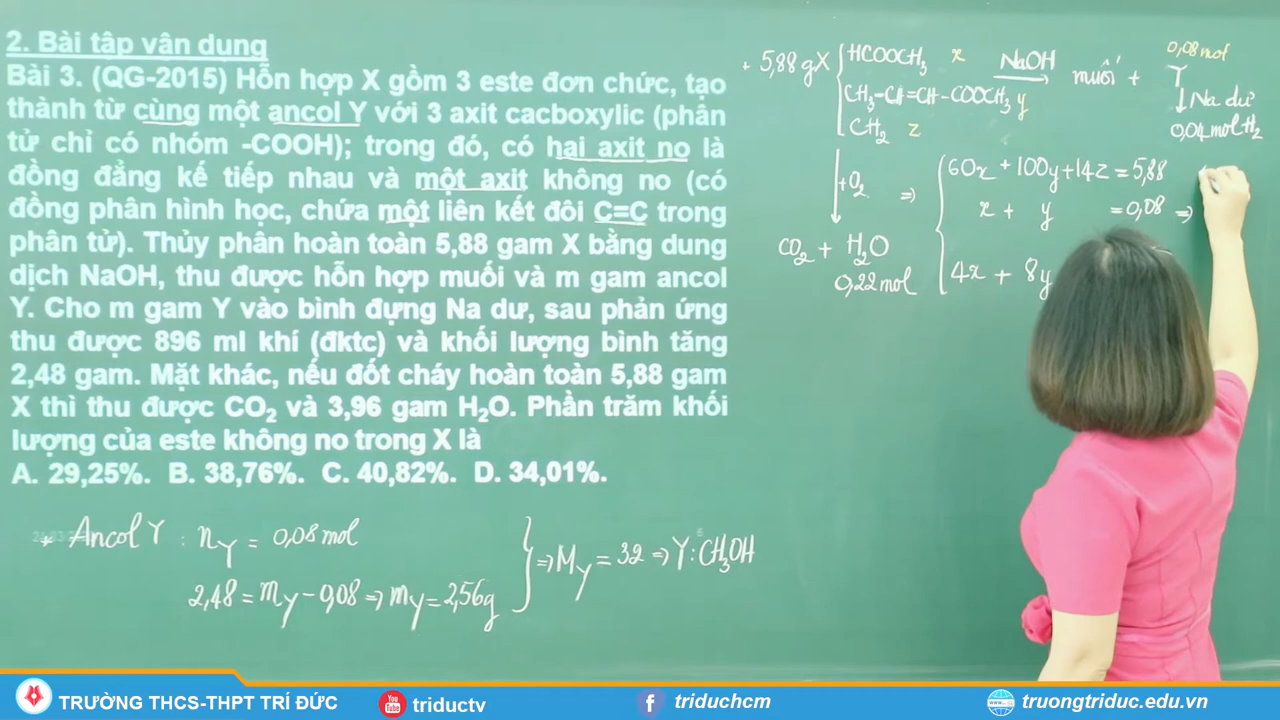 2. Bài tập vận dụng
Bài 3. (QG-2015) Hỗn hợp X gồm 3 este đơn chức, tạo
thành từ cùng một ancol Y với 3 axit cacboxylic (phân
tử chỉ có nhóm -COOH); trong đó, có hai axit no là
đồng đẳng kế tiếp nhau và một axit không no (có
đồng phân hình học, chứa một liên kết đôi C=C trong
phân tử). Thủy phân hoàn toàn 5,88 gam X bằng dung
dịch NaOH, thu được hỗn hợp muối và m gam ancol
Y. Cho m gam Y vào bình đựng Na dư, sau phản ứng
thu được 896 ml khí (đktc) và khối lượng bình tăng
2,48 gam. Mặt khác, nếu đốt cháy hoàn toàn 5,88 gam
X thì thu được CO₂ và 3,96 gam H₂O. Phần trăm khối
lượng của este không no trong X là
A. 29,25%. B. 38,76%. C. 40,82%. D. 34,01%.
+ Ancol Y : n_Y = 0,08 mol
2,48 = m_Y - 0,08 ⇒ m_Y = 2,56g
} ⇒ M_Y = 32 ⇒ Y: CH₃OH
0,08 mol
+ 5,88 g X { HCOOCH₃ x NaOH → muối + Y
CH₃-CH=CH-COOCH₃ y ↓ Na dư
CH₂ z 0,04 mol H₂
↓ +O₂ ⇒ { 60x + 100y + 14z = 5,88
x + y = 0,08 ⇒
CO₂ + H₂O
0,22 mol
4x + 8y
TRƯỜNG THCS-THPT TRÍ ĐỨC
You Tube triductv
f triduchcm
truongtriduc.edu.vn